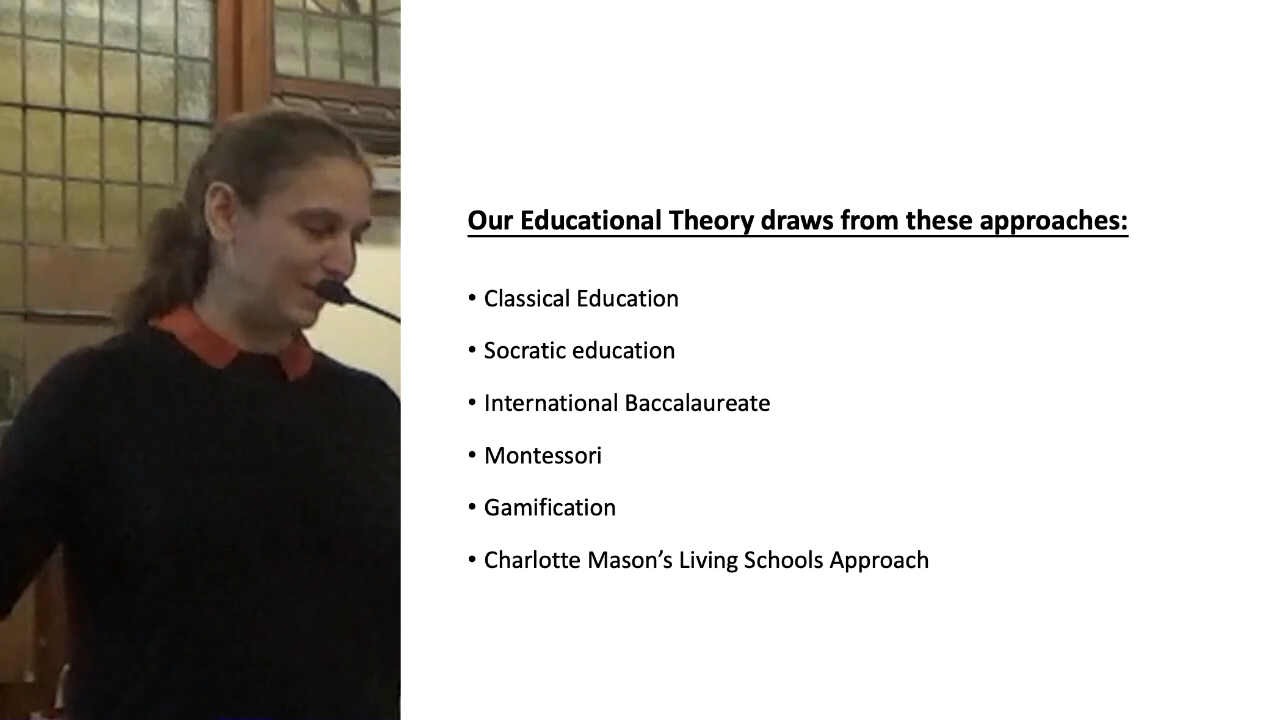 Our Educational Theory draws from these approaches:
• Classical Education
• Socratic education
• International Baccalaureate
• Montessori
• Gamification
• Charlotte Mason’s Living Schools Approach